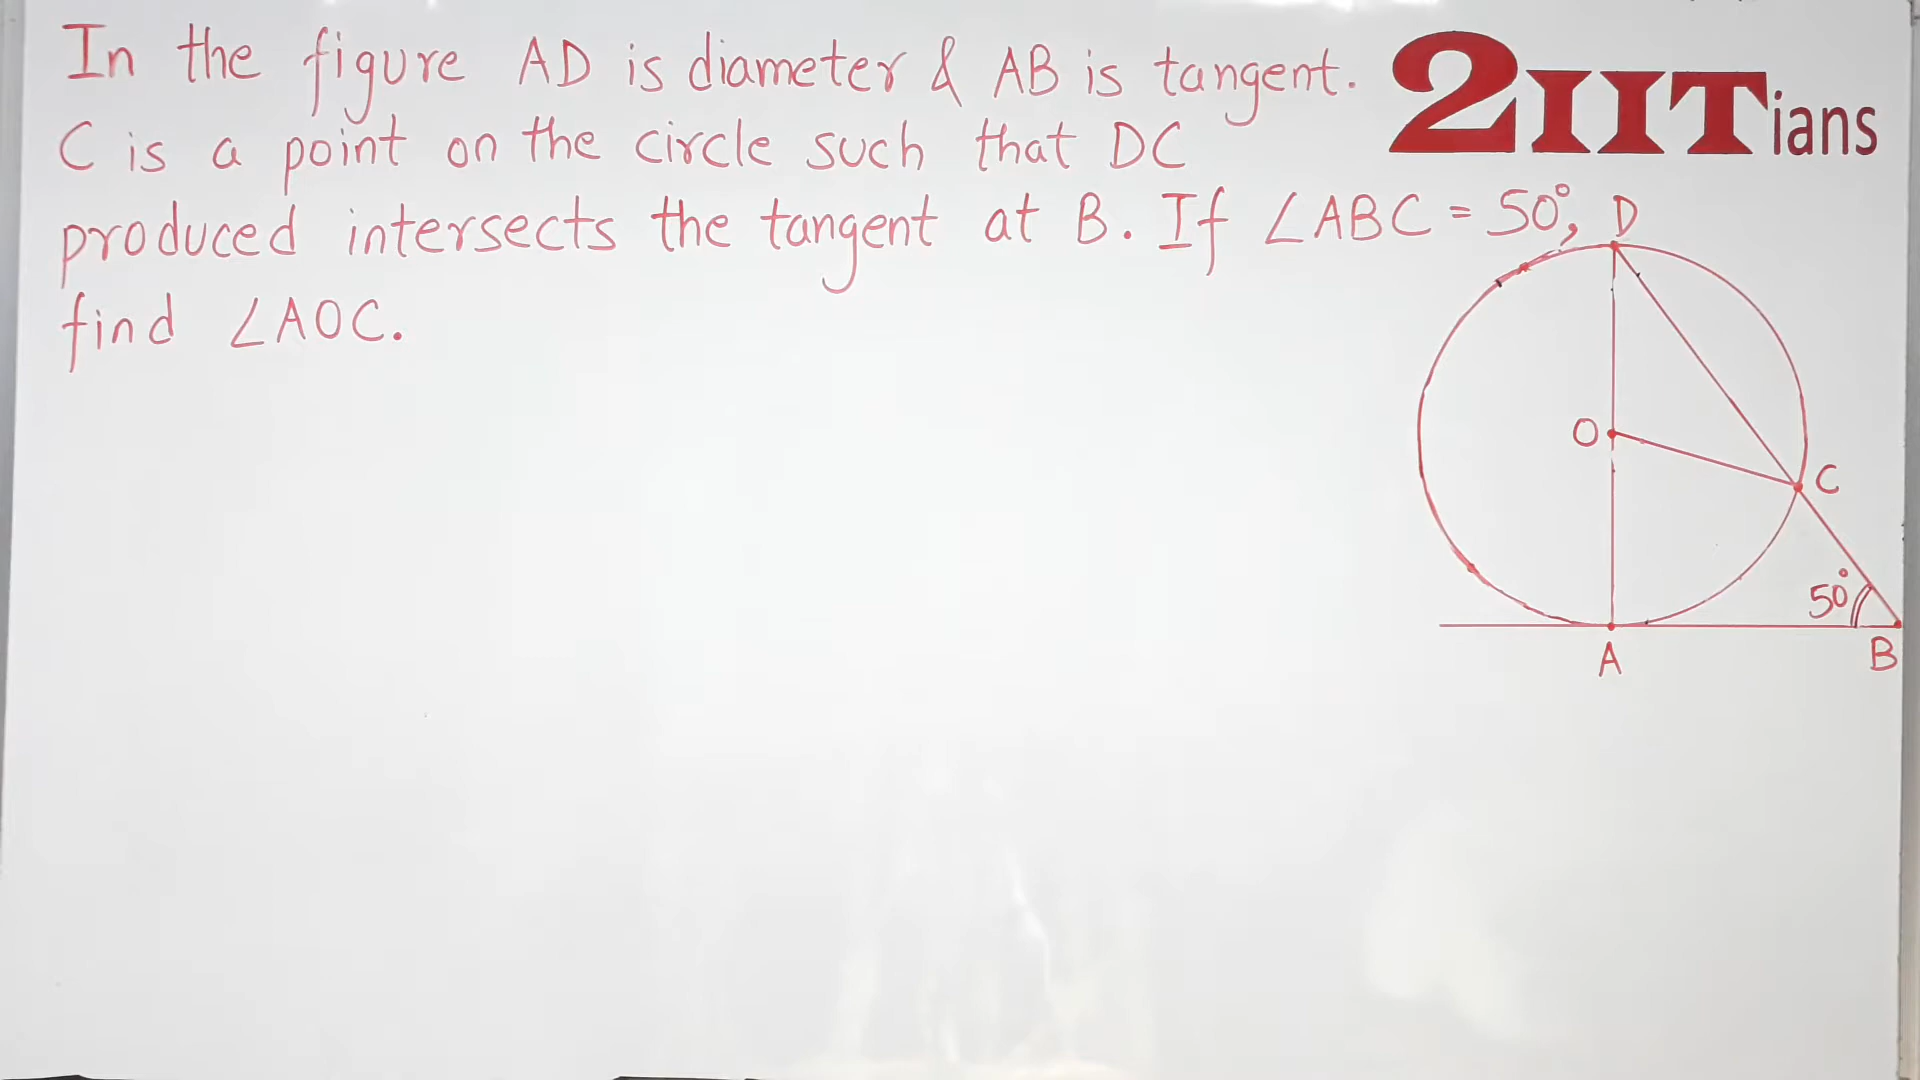 In the figure AD is diameter & AB is tangent.
2IITians
C is a point on the circle such that DC
produced intersects the tangent at B. If ∠ABC = 50°,
find ∠AOC.
D
O
C
50°
A
B